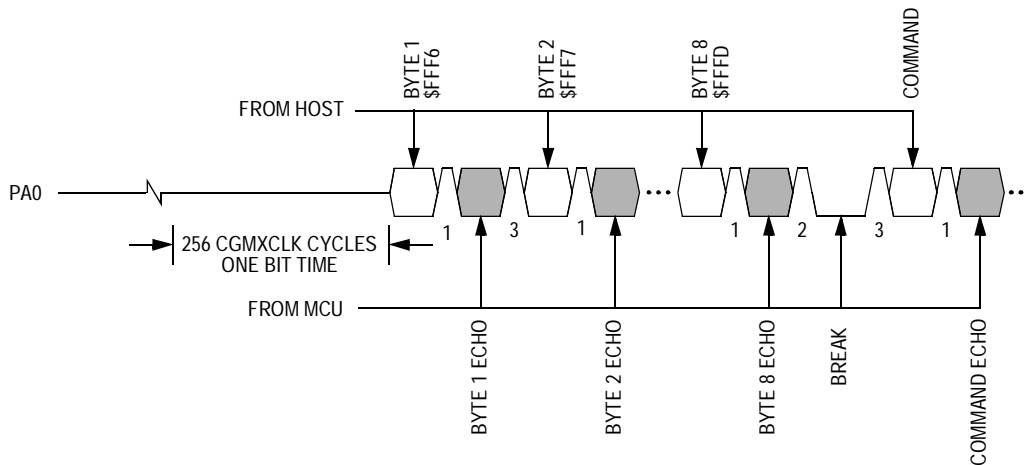 BYTE 1
$FFF6
BYTE 2
$FFF7
BYTE 8
$FFFD
COMMAND
FROM HOST
PA0
1
3
1
1
2
3
1
256 CGMXCLK CYCLES
ONE BIT TIME
FROM MCU
BYTE 1 ECHO
BYTE 2 ECHO
BYTE 8 ECHO
BREAK
COMMAND ECHO